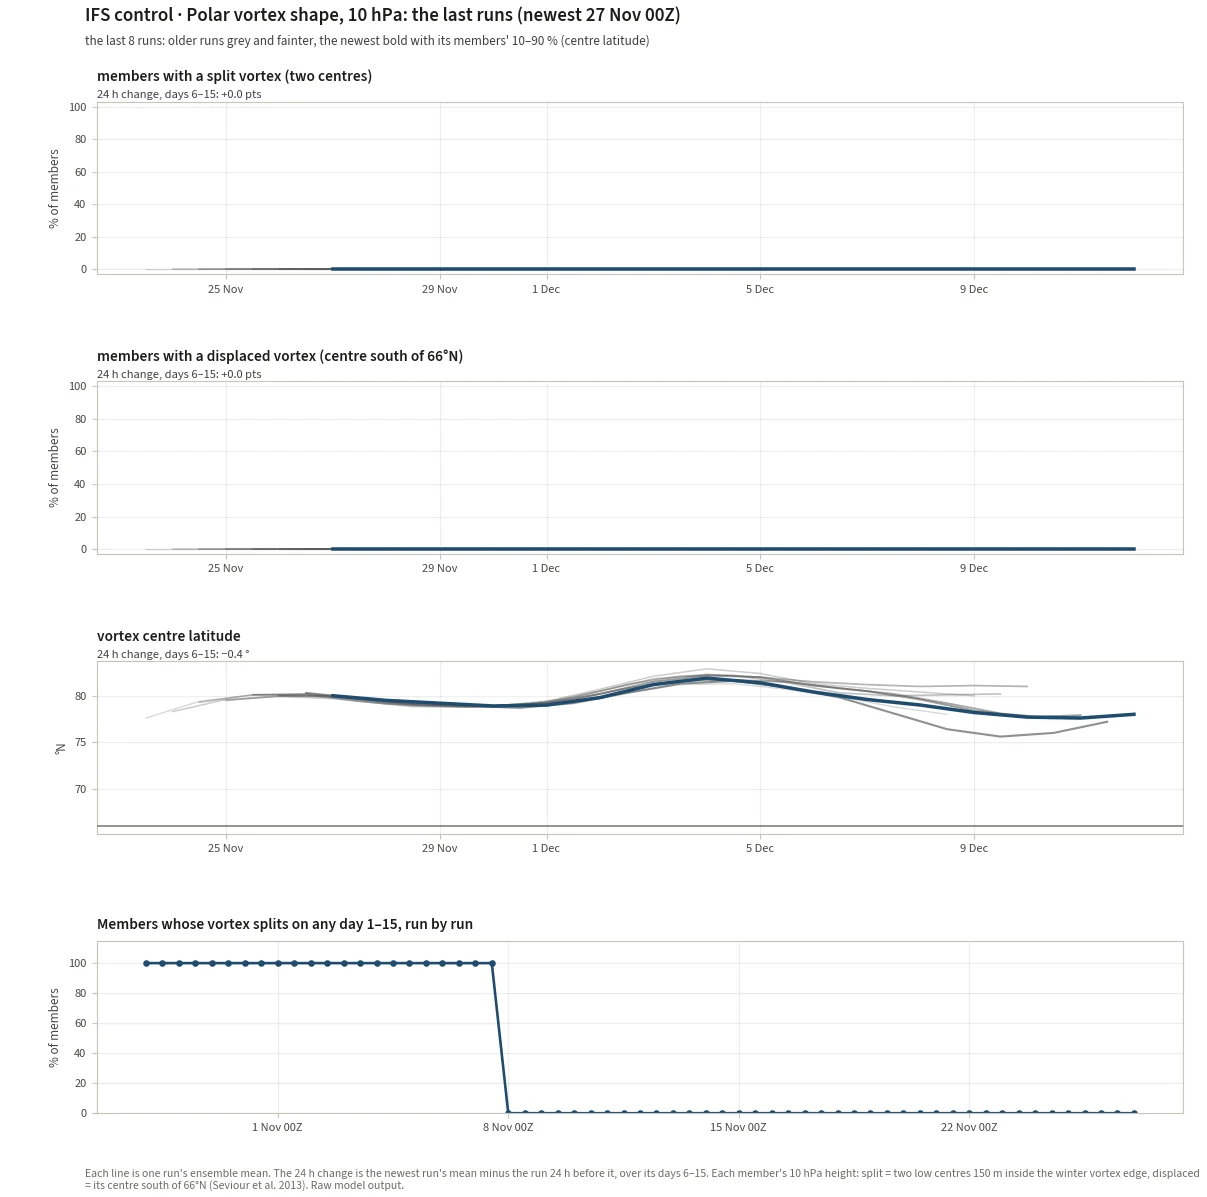 IFS control · Polar vortex shape, 10 hPa: the last runs (newest 27 Nov 00Z)
the last 8 runs: older runs grey and fainter, the newest bold with its members' 10–90 % (centre latitude)
members with a split vortex (two centres)
24 h change, days 6–15: +0.0 pts
100
80
60
40
20
0
% of members
25 Nov
29 Nov
1 Dec
5 Dec
9 Dec
members with a displaced vortex (centre south of 66°N)
24 h change, days 6–15: +0.0 pts
100
80
60
40
20
0
% of members
25 Nov
29 Nov
1 Dec
5 Dec
9 Dec
vortex centre latitude
24 h change, days 6–15: −0.4 °
80
75
70
°N
25 Nov
29 Nov
1 Dec
5 Dec
9 Dec
Members whose vortex splits on any day 1–15, run by run
100
80
60
40
20
0
% of members
1 Nov 00Z
8 Nov 00Z
15 Nov 00Z
22 Nov 00Z
Each line is one run's ensemble mean. The 24 h change is the newest run's mean minus the run 24 h before it, over its days 6–15. Each member's 10 hPa height: split = two low centres 150 m inside the winter vortex edge, displaced
= its centre south of 66°N (Seviour et al. 2013). Raw model output.